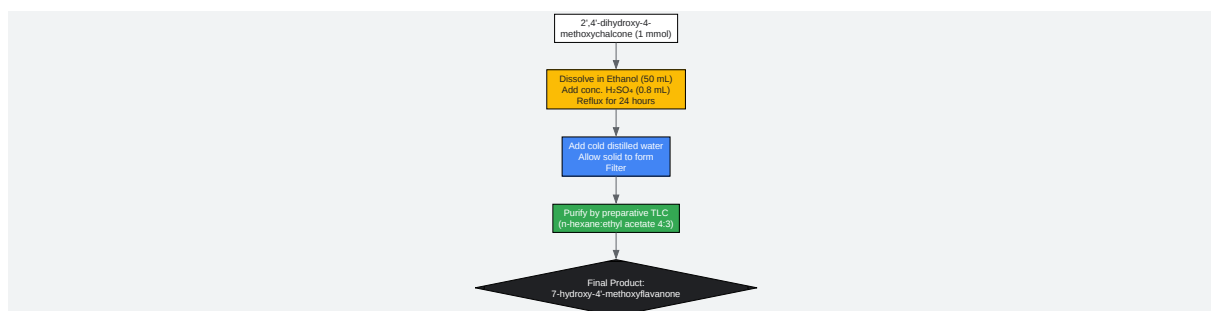 2',4'-dihydroxy-4-
methoxychalcone (1 mmol)
Dissolve in Ethanol (50 mL)
Add conc. H₂SO₄ (0.8 mL)
Reflux for 24 hours
Add cold distilled water
Allow solid to form
Filter
Purify by preparative TLC
(n-hexane:ethyl acetate 4:3)
Final Product:
7-hydroxy-4'-methoxyflavanone